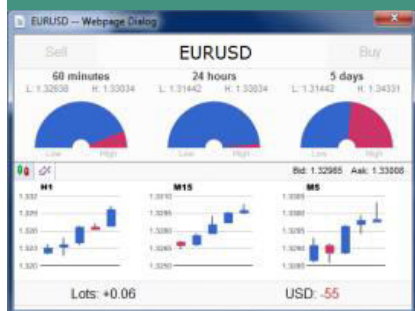 EURUSD -- Webpage Dialog
Sell EURUSD Buy
60 minutes 24 hours 5 days
L: 1.32838 H: 1.33034 L: 1.31442 H: 1.33034 L: 1.31442 H: 1.34331
Low High Low High Low High
Bid: 1.32985 Ask: 1.33008
H1 M15 M5
Lots: +0.06 USD: -55